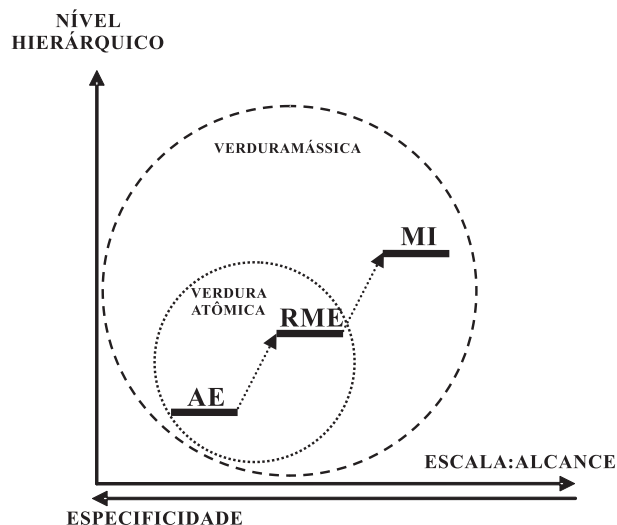 NÍVEL
HIERÁRQUICO
VERDURAMÁSSICA
MI
VERDURA
ATÔMICA
RME
AE
ESCALA:ALCANCE
ESPECIFICIDADE